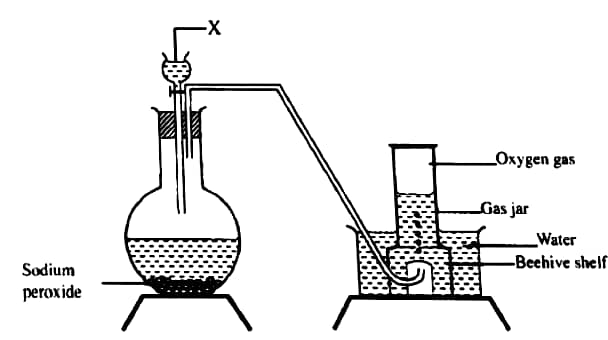 X
Oxygen gas
Gas jar
Water
Beehive shelf
Sodium
peroxide